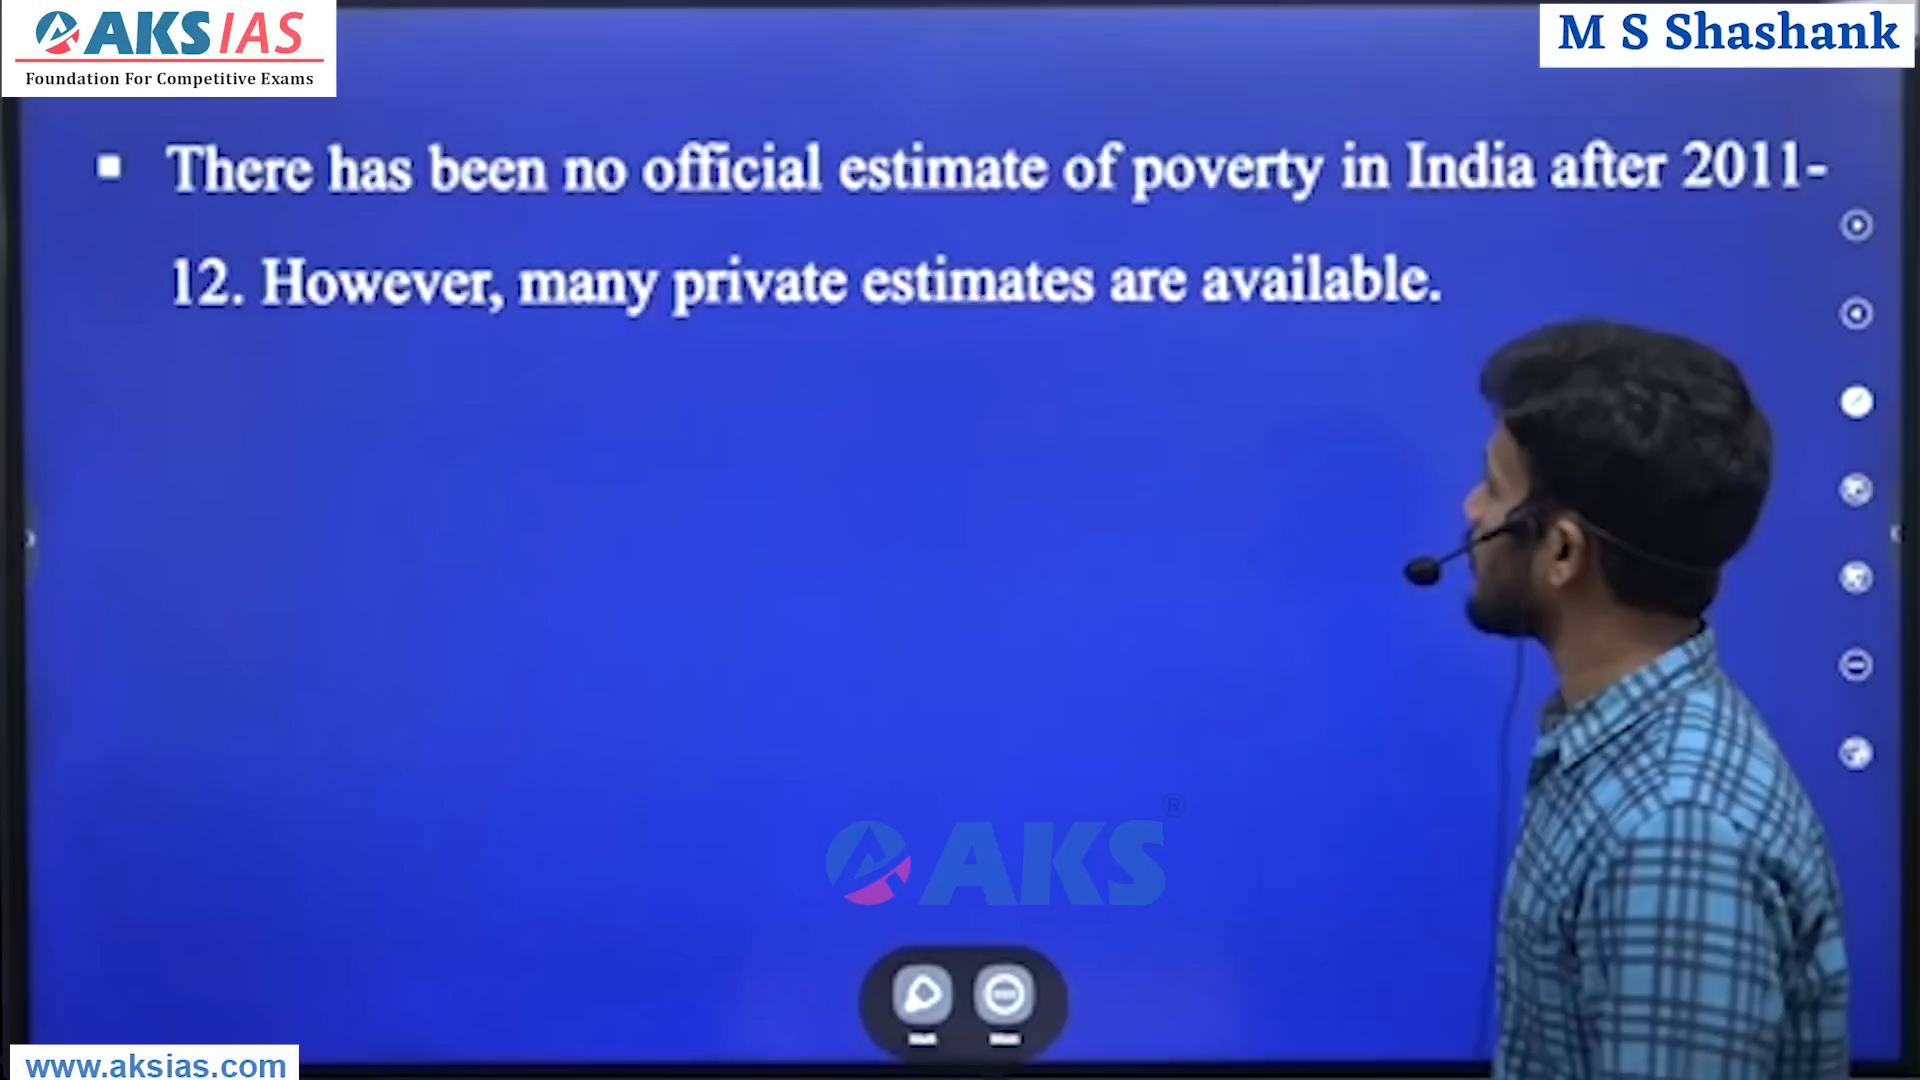 AKS IAS
Foundation For Competitive Exams
M S Shashank
There has been no official estimate of poverty in India after 2011-
12. However, many private estimates are available.
AKS®
www.aksias.com